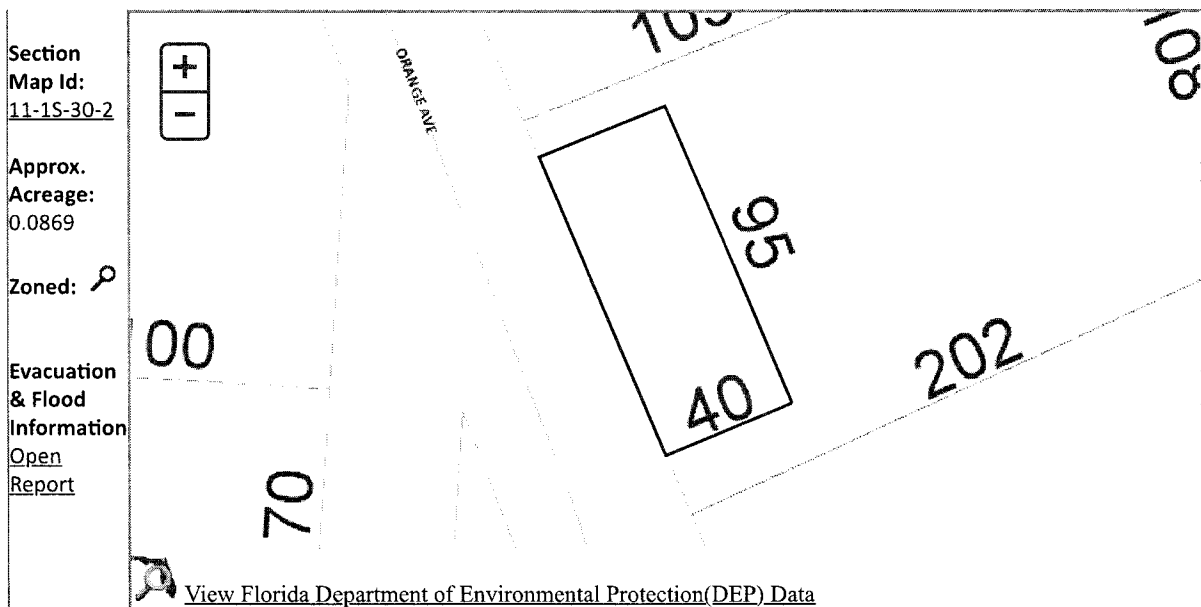 Section
Map Id:
11-1S-30-2
Approx.
Acreage:
0.0869
Zoned:
Evacuation
& Flood
Information
Open
Report
+
−
ORANGE AVE
108
95
40
202
00
70
View Florida Department of Environmental Protection(DEP) Data